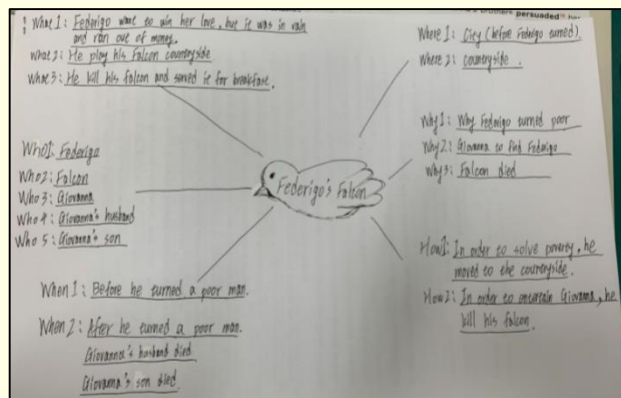 persuaded
What 1: Federigo want to win her love, but it was in vain
and ran out of money.
what 2: He play his Falcon countryside
What 3: He kill his falcon and served it for breakfast.
Where 1: City (before Federigo turned).
Where 2: countryside.
Why 1: Why Federigo turned poor
Why 2: Giovanna to find Federigo
Why 3: Falcon died
Who 1: Federigo
Who 2: Falcon
Who 3: Giovanna
Who 4: Giovanna's husband
Who 5: Giovanna's son
Federigo's Falcon
How 1: In order to solve poverty, he
moved to the countryside.
How 2: In order to entertain Giovanna, he
kill his falcon.
When 1: Before he turned a poor man.
When 2: After he turned a poor man.
Giovanna's husband died
Giovanna's son died.